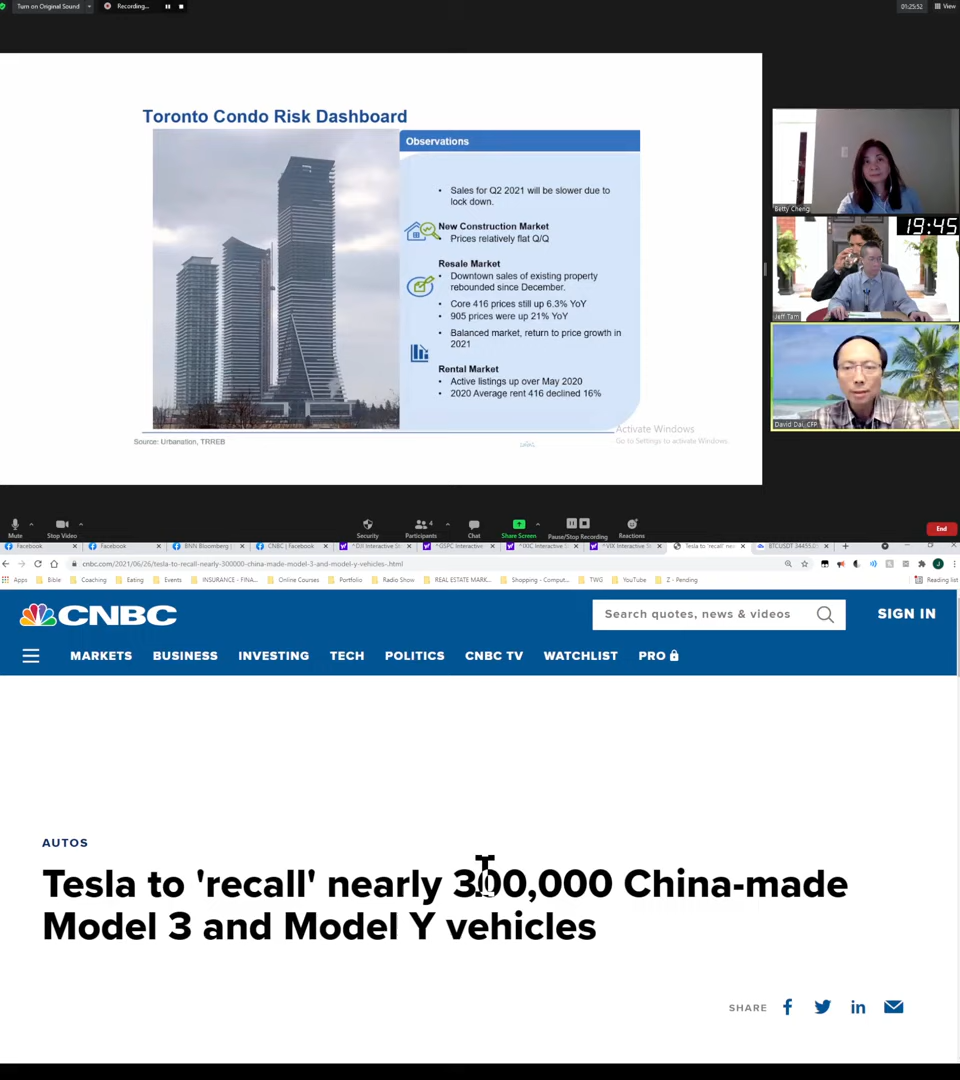 Turn on Original Sound
Recording...
01:25:52
View
Toronto Condo Risk Dashboard
Observations
• Sales for Q2 2021 will be slower due to
lock down.
New Construction Market
• Prices relatively flat Q/Q
Resale Market
• Downtown sales of existing property
rebounded since December.
• Core 416 prices still up 6.3% YoY
• 905 prices were up 21% YoY
• Balanced market, return to price growth in
2021
Rental Market
• Active listings up over May 2020
• 2020 Average rent 416 declined 16%
Source: Urbanation, TRREB
Activate Windows
Go to Settings to activate Windows.
Betty Cheng
19:45
Jeff Tam
David Dai, CFP
Mute
Stop Video
Security
Participants
4
Chat
Share Screen
Pause/Stop Recording
Reactions
End
Facebook
Facebook
BNN Bloomberg |
CNBC | Facebook
^DJI Interactive St
^GSPC Interactive
^IXIC Interactive S
^VIX Interactive S
Tesla to 'recall' nea
BTCUSDT 34455.0
cnbc.com/2021/06/26/tesla-to-recall-nearly-300000-china-made-model-3-and-model-y-vehicles-.html
Apps
Bible
Coaching
Eating
Events
INSURANCE - FINA...
Online Courses
Portfolio
Radio Show
REAL ESTATE MARK...
Shopping - Comput...
TWG
YouTube
Z - Pending
Reading list
CNBC
Search quotes, news & videos
SIGN IN
MARKETS
BUSINESS
INVESTING
TECH
POLITICS
CNBC TV
WATCHLIST
PRO
AUTOS
Tesla to 'recall' nearly 300,000 China-made
Model 3 and Model Y vehicles
SHARE